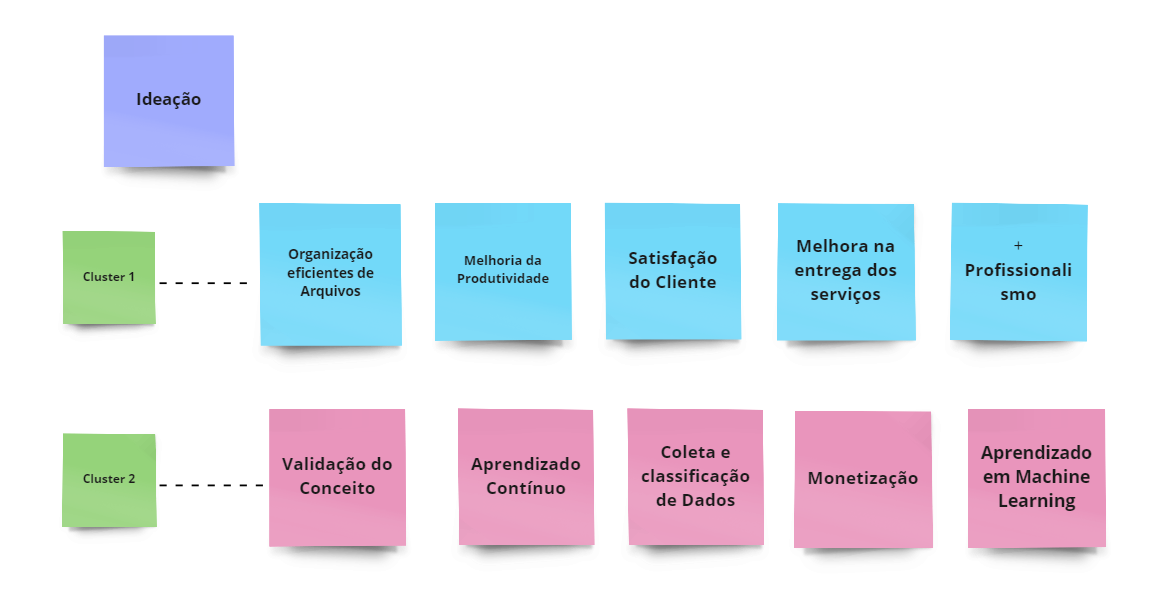 Ideação
Cluster 1
Organização
eficientes de
Arquivos
Melhoria da
Produtividade
Satisfação
do Cliente
Melhora na
entrega dos
serviços
+
Profissionali
smo
Cluster 2
Validação do
Conceito
Aprendizado
Contínuo
Coleta e
classificação
de Dados
Monetização
Aprendizado
em Machine
Learning